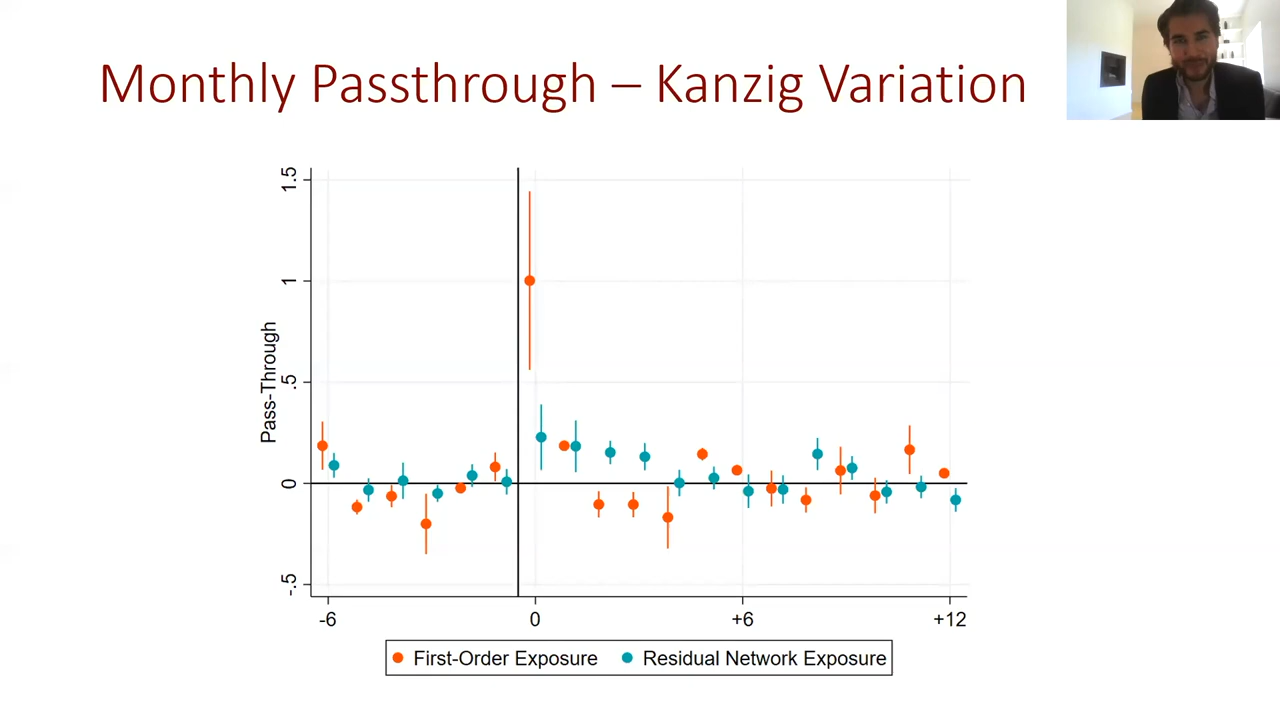 Monthly Passthrough – Kanzig Variation
Pass-Through
1.5
1
.5
0
-.5
-6
0
+6
+12
First-Order Exposure
Residual Network Exposure